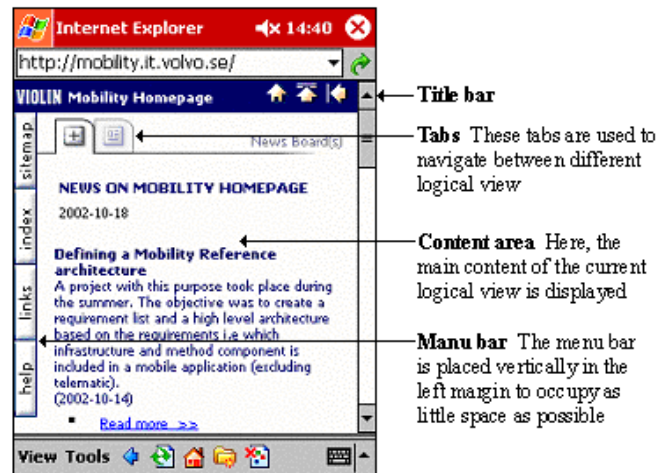 Internet Explorer 14:40
http://mobility.it.volvo.se/
VIOLIN Mobility Homepage
News Board(s)
sitemap
index
links
help
NEWS ON MOBILITY HOMEPAGE
2002-10-18
Defining a Mobility Reference
architecture
A project with this purpose took place during
the summer. The objective was to create a
requirement list and a high level architecture
based on the requirements i.e which
infrastructure and method component is
included in a mobile application (excluding
telematic).
(2002-10-14)
Read more >>
View Tools
Title bar
Tabs These tabs are used to
navigate between different
logical view
Content area Here, the
main content of the current
logical view is displayed
Manu bar The menu bar
is placed vertically in the
left margin to occupy as
little space as possible